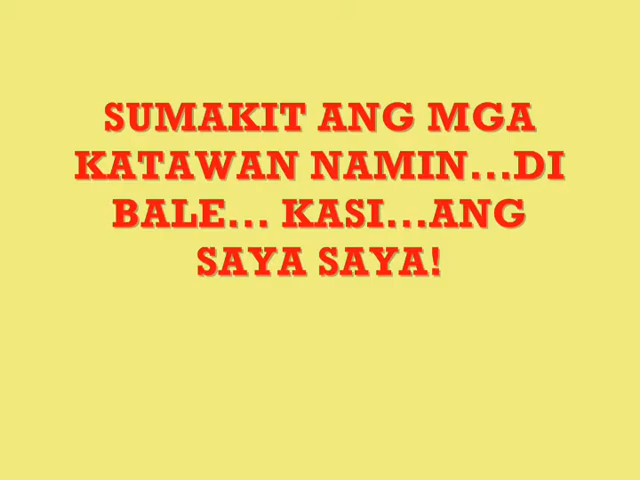 SUMAKIT ANG MGA
KATAWAN NAMIN...DI
BALE... KASI...ANG
SAYA SAYA!